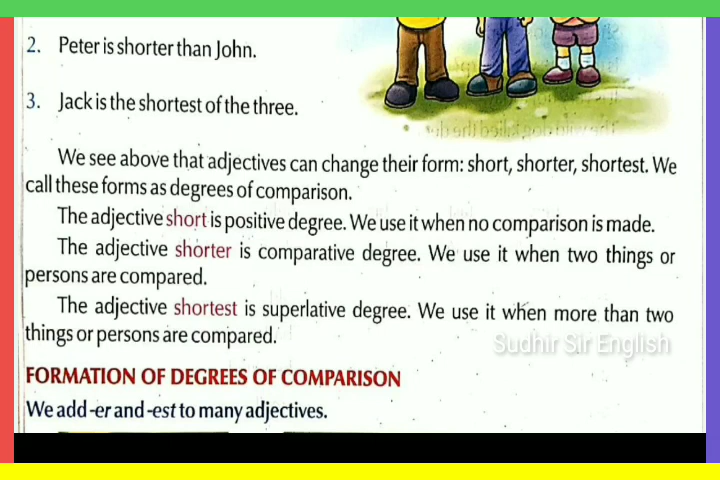 2. Peter is shorter than John.
3. Jack is the shortest of the three.
We see above that adjectives can change their form: short, shorter, shortest. We
call these forms as degrees of comparison.
The adjective short is positive degree. We use it when no comparison is made.
The adjective shorter is comparative degree. We use it when two things or
persons are compared.
The adjective shortest is superlative degree. We use it when more than two
things or persons are compared.
Sudhir Sir English
FORMATION OF DEGREES OF COMPARISON
We add -er and -est to many adjectives.